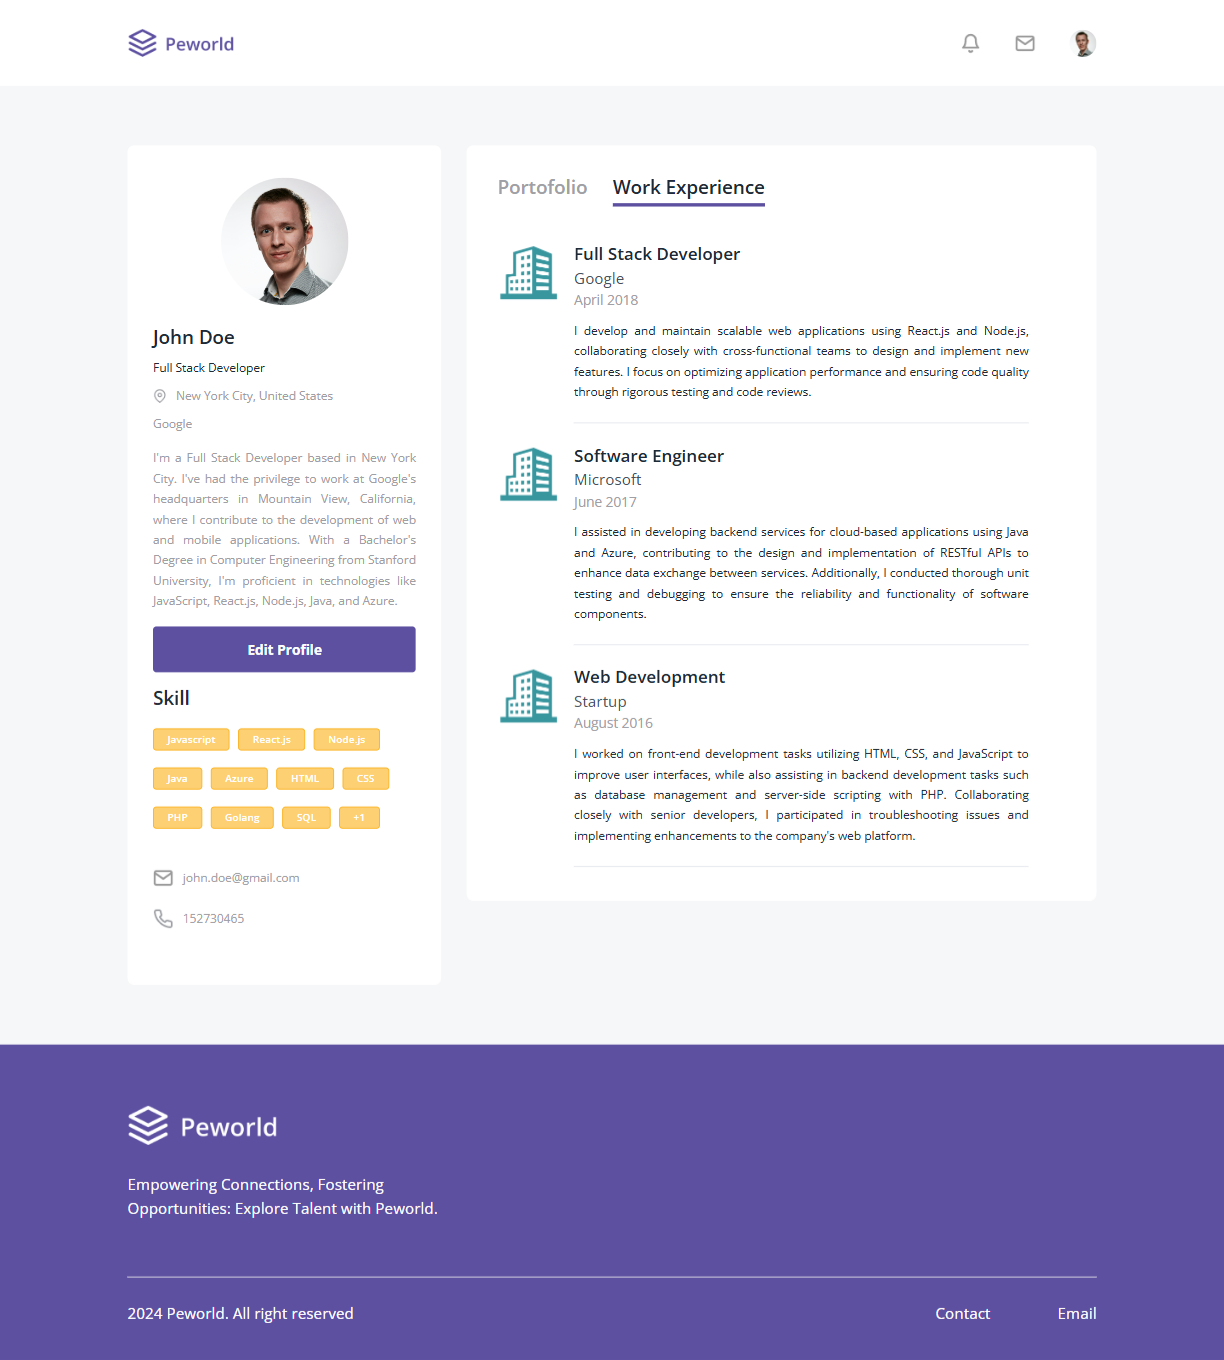 Peworld
John Doe
Full Stack Developer
New York City, United States
Google
I'm a Full Stack Developer based in New York
City. I've had the privilege to work at Google's
headquarters in Mountain View, California,
where I contribute to the development of web
and mobile applications. With a Bachelor's
Degree in Computer Engineering from Stanford
University, I'm proficient in technologies like
JavaScript, React.js, Node.js, Java, and Azure.
Edit Profile
Skill
Javascript React.js Node.js
Java Azure HTML CSS
PHP Golang SQL +1
john.doe@gmail.com
152730465
Portofolio Work Experience
Full Stack Developer
Google
April 2018
I develop and maintain scalable web applications using React.js and Node.js,
collaborating closely with cross-functional teams to design and implement new
features. I focus on optimizing application performance and ensuring code quality
through rigorous testing and code reviews.
Software Engineer
Microsoft
June 2017
I assisted in developing backend services for cloud-based applications using Java
and Azure, contributing to the design and implementation of RESTful APIs to
enhance data exchange between services. Additionally, I conducted thorough unit
testing and debugging to ensure the reliability and functionality of software
components.
Web Development
Startup
August 2016
I worked on front-end development tasks utilizing HTML, CSS, and JavaScript to
improve user interfaces, while also assisting in backend development tasks such
as database management and server-side scripting with PHP. Collaborating
closely with senior developers, I participated in troubleshooting issues and
implementing enhancements to the company's web platform.
Peworld
Empowering Connections, Fostering
Opportunities: Explore Talent with Peworld.
2024 Peworld. All right reserved
Contact Email